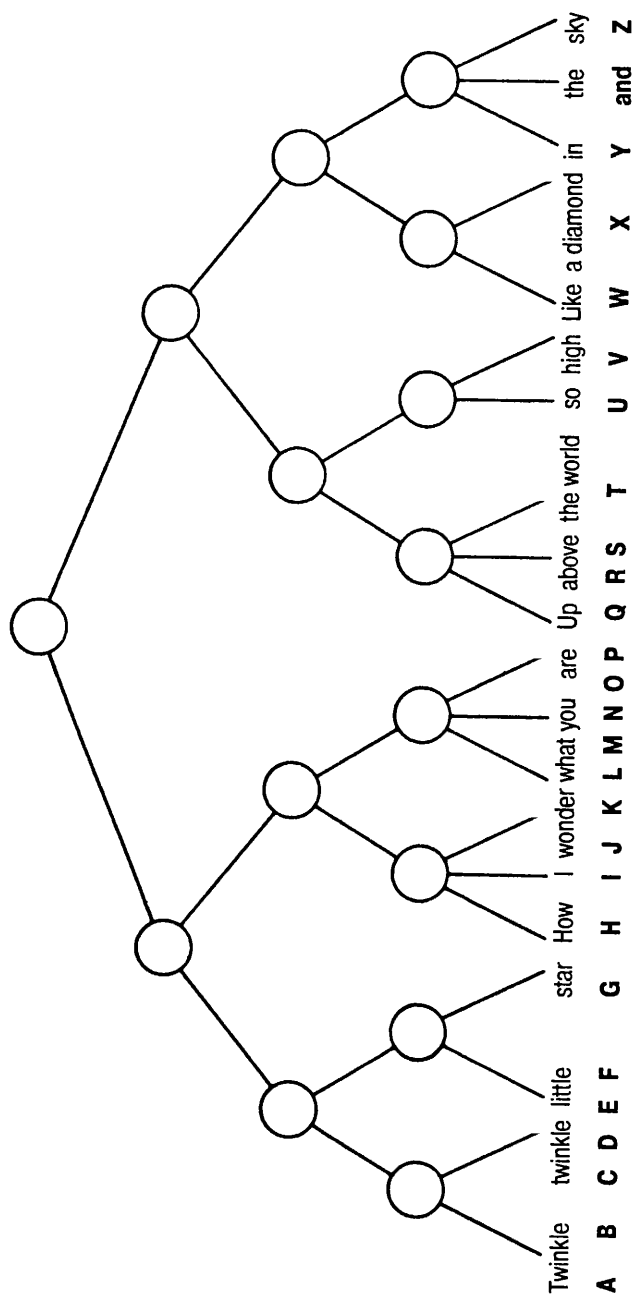 Twinkle twinkle little star How I wonder what you are Up above the world so high Like a diamond in the sky
A B C D E F G H I J K L M N O P Q R S T U V W X Y and Z